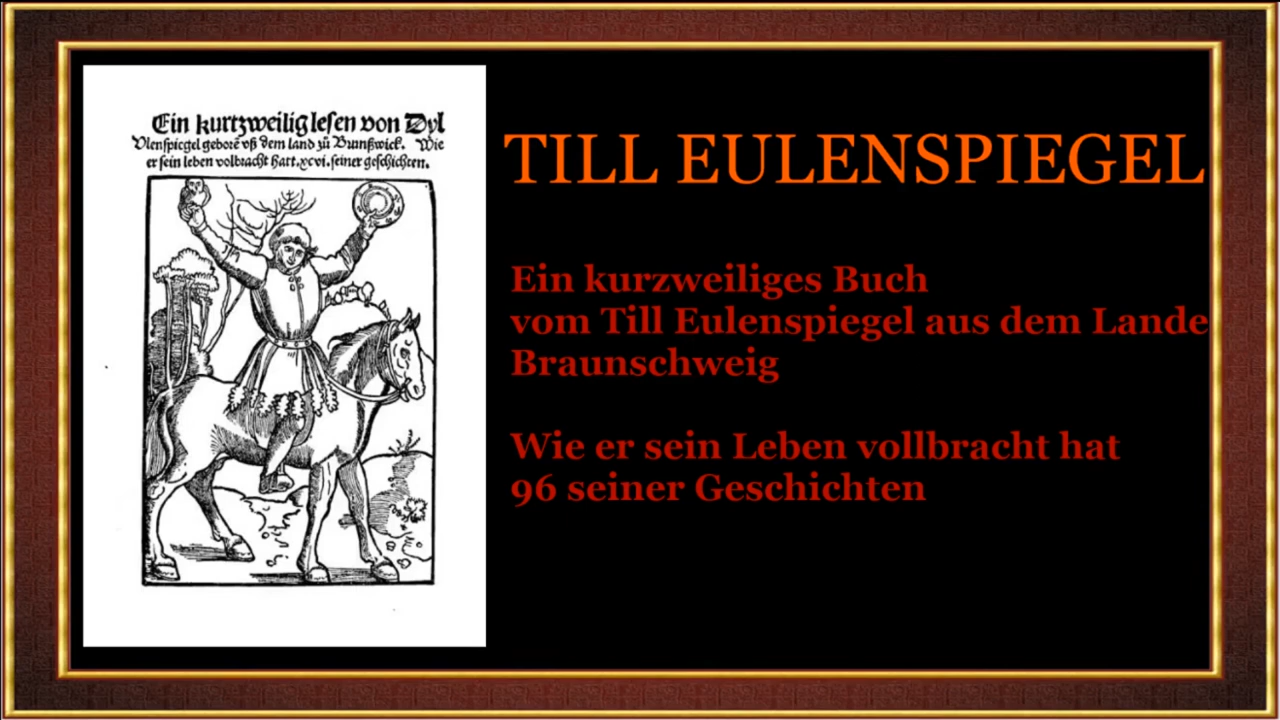 Ein kurtzweilig lesen von Dyl
Vlenspiegel geborē vß dem land zů Brunßwick. Wie
er sein leben volbracht hatt .xcvi. seiner geschichten.
TILL EULENSPIEGEL
Ein kurzweiliges Buch
vom Till Eulenspiegel aus dem Lande
Braunschweig
Wie er sein Leben vollbracht hat
96 seiner Geschichten